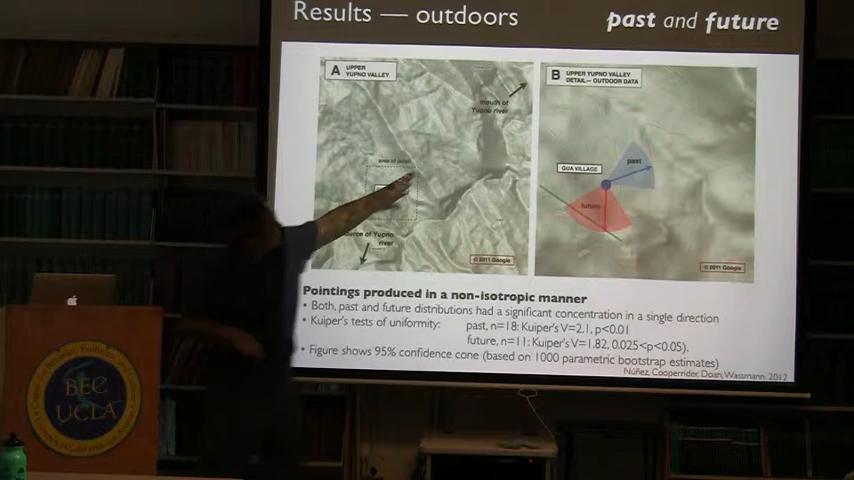 Results — outdoors
past and future
A
UPPER
YUPNO VALLEY
mouth of
Yupno river
area of detail
source of Yupno
river
© 2011 Google
B
UPPER YUPNO VALLEY
DETAIL — OUTDOOR DATA
past
GUA VILLAGE
future
© 2011 Google
Pointings produced in a non-isotropic manner
• Both, past and future distributions had a significant concentration in a single direction
• Kuiper's tests of uniformity: past, n=18: Kuiper's V=2.1, p<0.01
future, n=11: Kuiper's V=1.82, 0.025<p<0.05).
• Figure shows 95% confidence cone (based on 1000 parametric bootstrap estimates)
Núñez, Cooperrider, Doan, Wassmann, 2012
BEC
UCLA